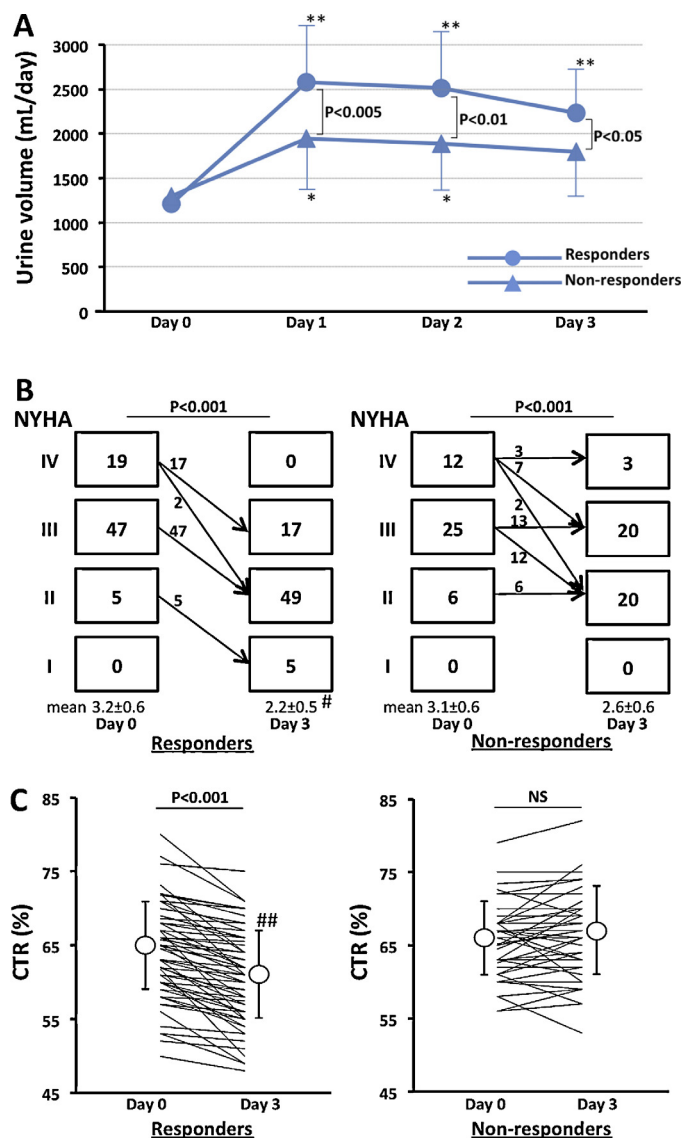 A
Urine volume (mL/day)
3000
2500
2000
1500
1000
500
0
**
**
**
P<0.005
P<0.01
P<0.05
*
*
Responders
Non-responders
Day 0 Day 1 Day 2 Day 3
B
NYHA P<0.001
IV 19 17 0
2
III 47 47 17
II 5 5 49
I 0 5
mean 3.2±0.6 2.2±0.5 #
Day 0 Day 3
Responders
NYHA P<0.001
IV 12 3 7 3
2
III 25 13 20
12
II 6 6 20
I 0 0
mean 3.1±0.6 2.6±0.6
Day 0 Day 3
Non-responders
C
CTR (%)
85
75
65
55
45
P<0.001
##
Day 0 Day 3
Responders
CTR (%)
85
75
65
55
45
NS
Day 0 Day 3
Non-responders